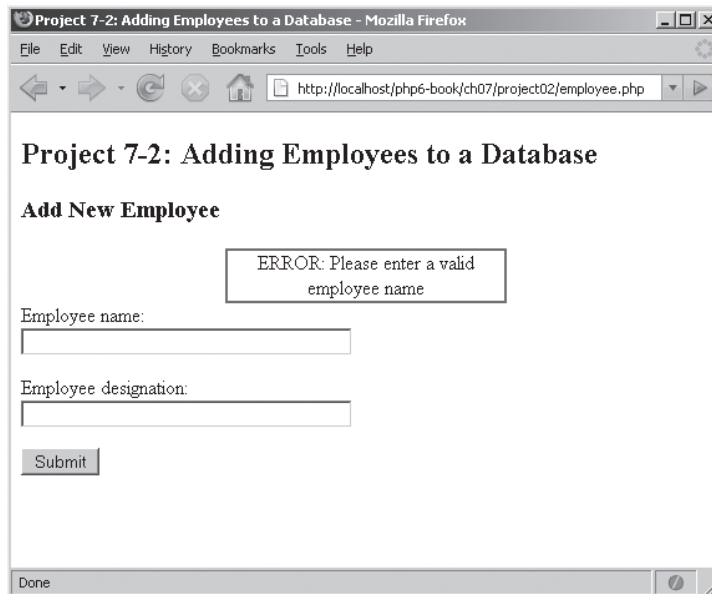 Project 7-2: Adding Employees to a Database - Mozilla Firefox
File Edit View History Bookmarks Tools Help
http://localhost/php6-book/ch07/project02/employee.php
Project 7-2: Adding Employees to a Database
Add New Employee
ERROR: Please enter a valid
employee name
Employee name:
Employee designation:
Submit
Done